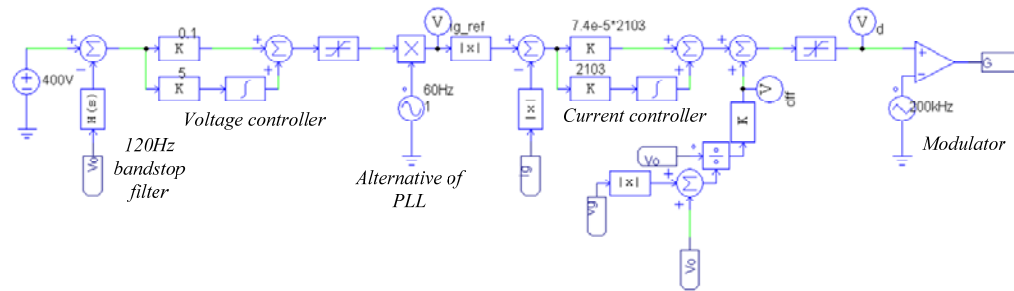 V
ig_ref
0.1
K
400V
5
K
∫
H(s)
Vo
120Hz
bandstop
filter
Voltage controller
X
60Hz
1
Alternative of
PLL
|x|
7.4e-5*2103
K
2103
K
∫
|x|
ig
Current controller
V
dff
K
Vo
÷
|x|
vg
Vo
V
d
200kHz
G
Modulator